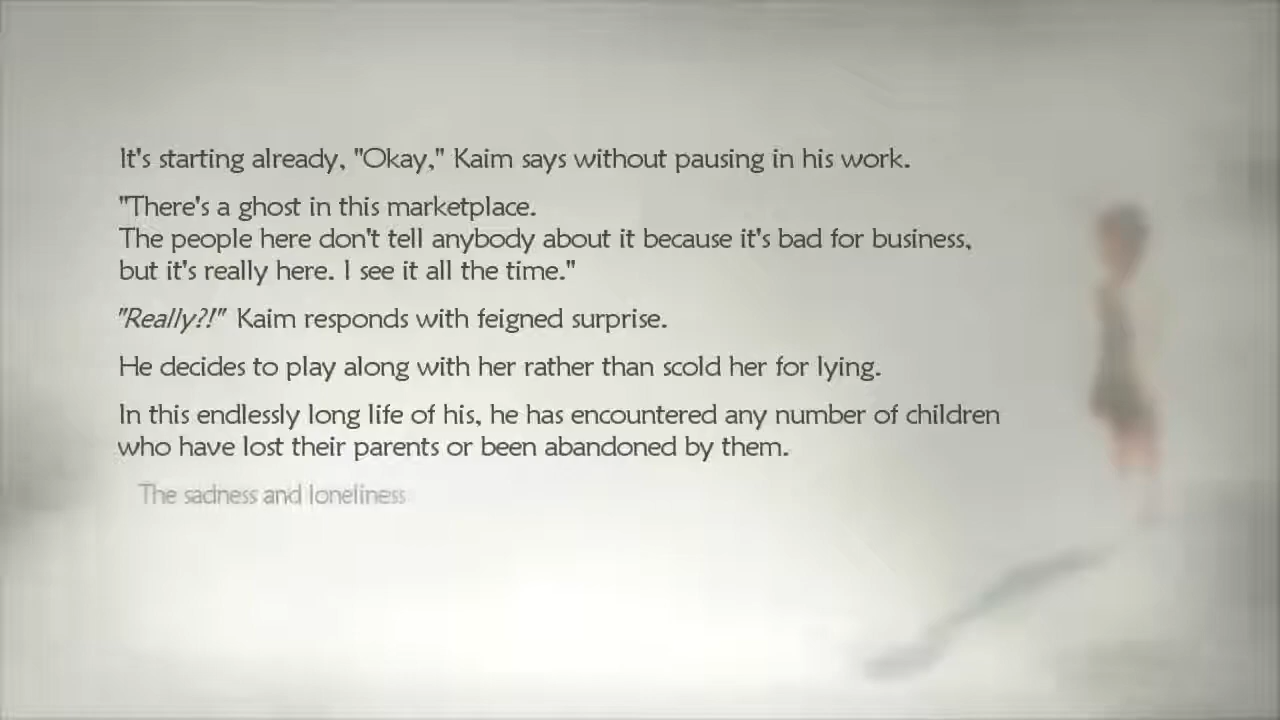 It's starting already, "Okay," Kaim says without pausing in his work.
"There's a ghost in this marketplace.
The people here don't tell anybody about it because it's bad for business,
but it's really here. I see it all the time."
"Really?!" Kaim responds with feigned surprise.
He decides to play along with her rather than scold her for lying.
In this endlessly long life of his, he has encountered any number of children
who have lost their parents or been abandoned by them.
The sadness and loneliness